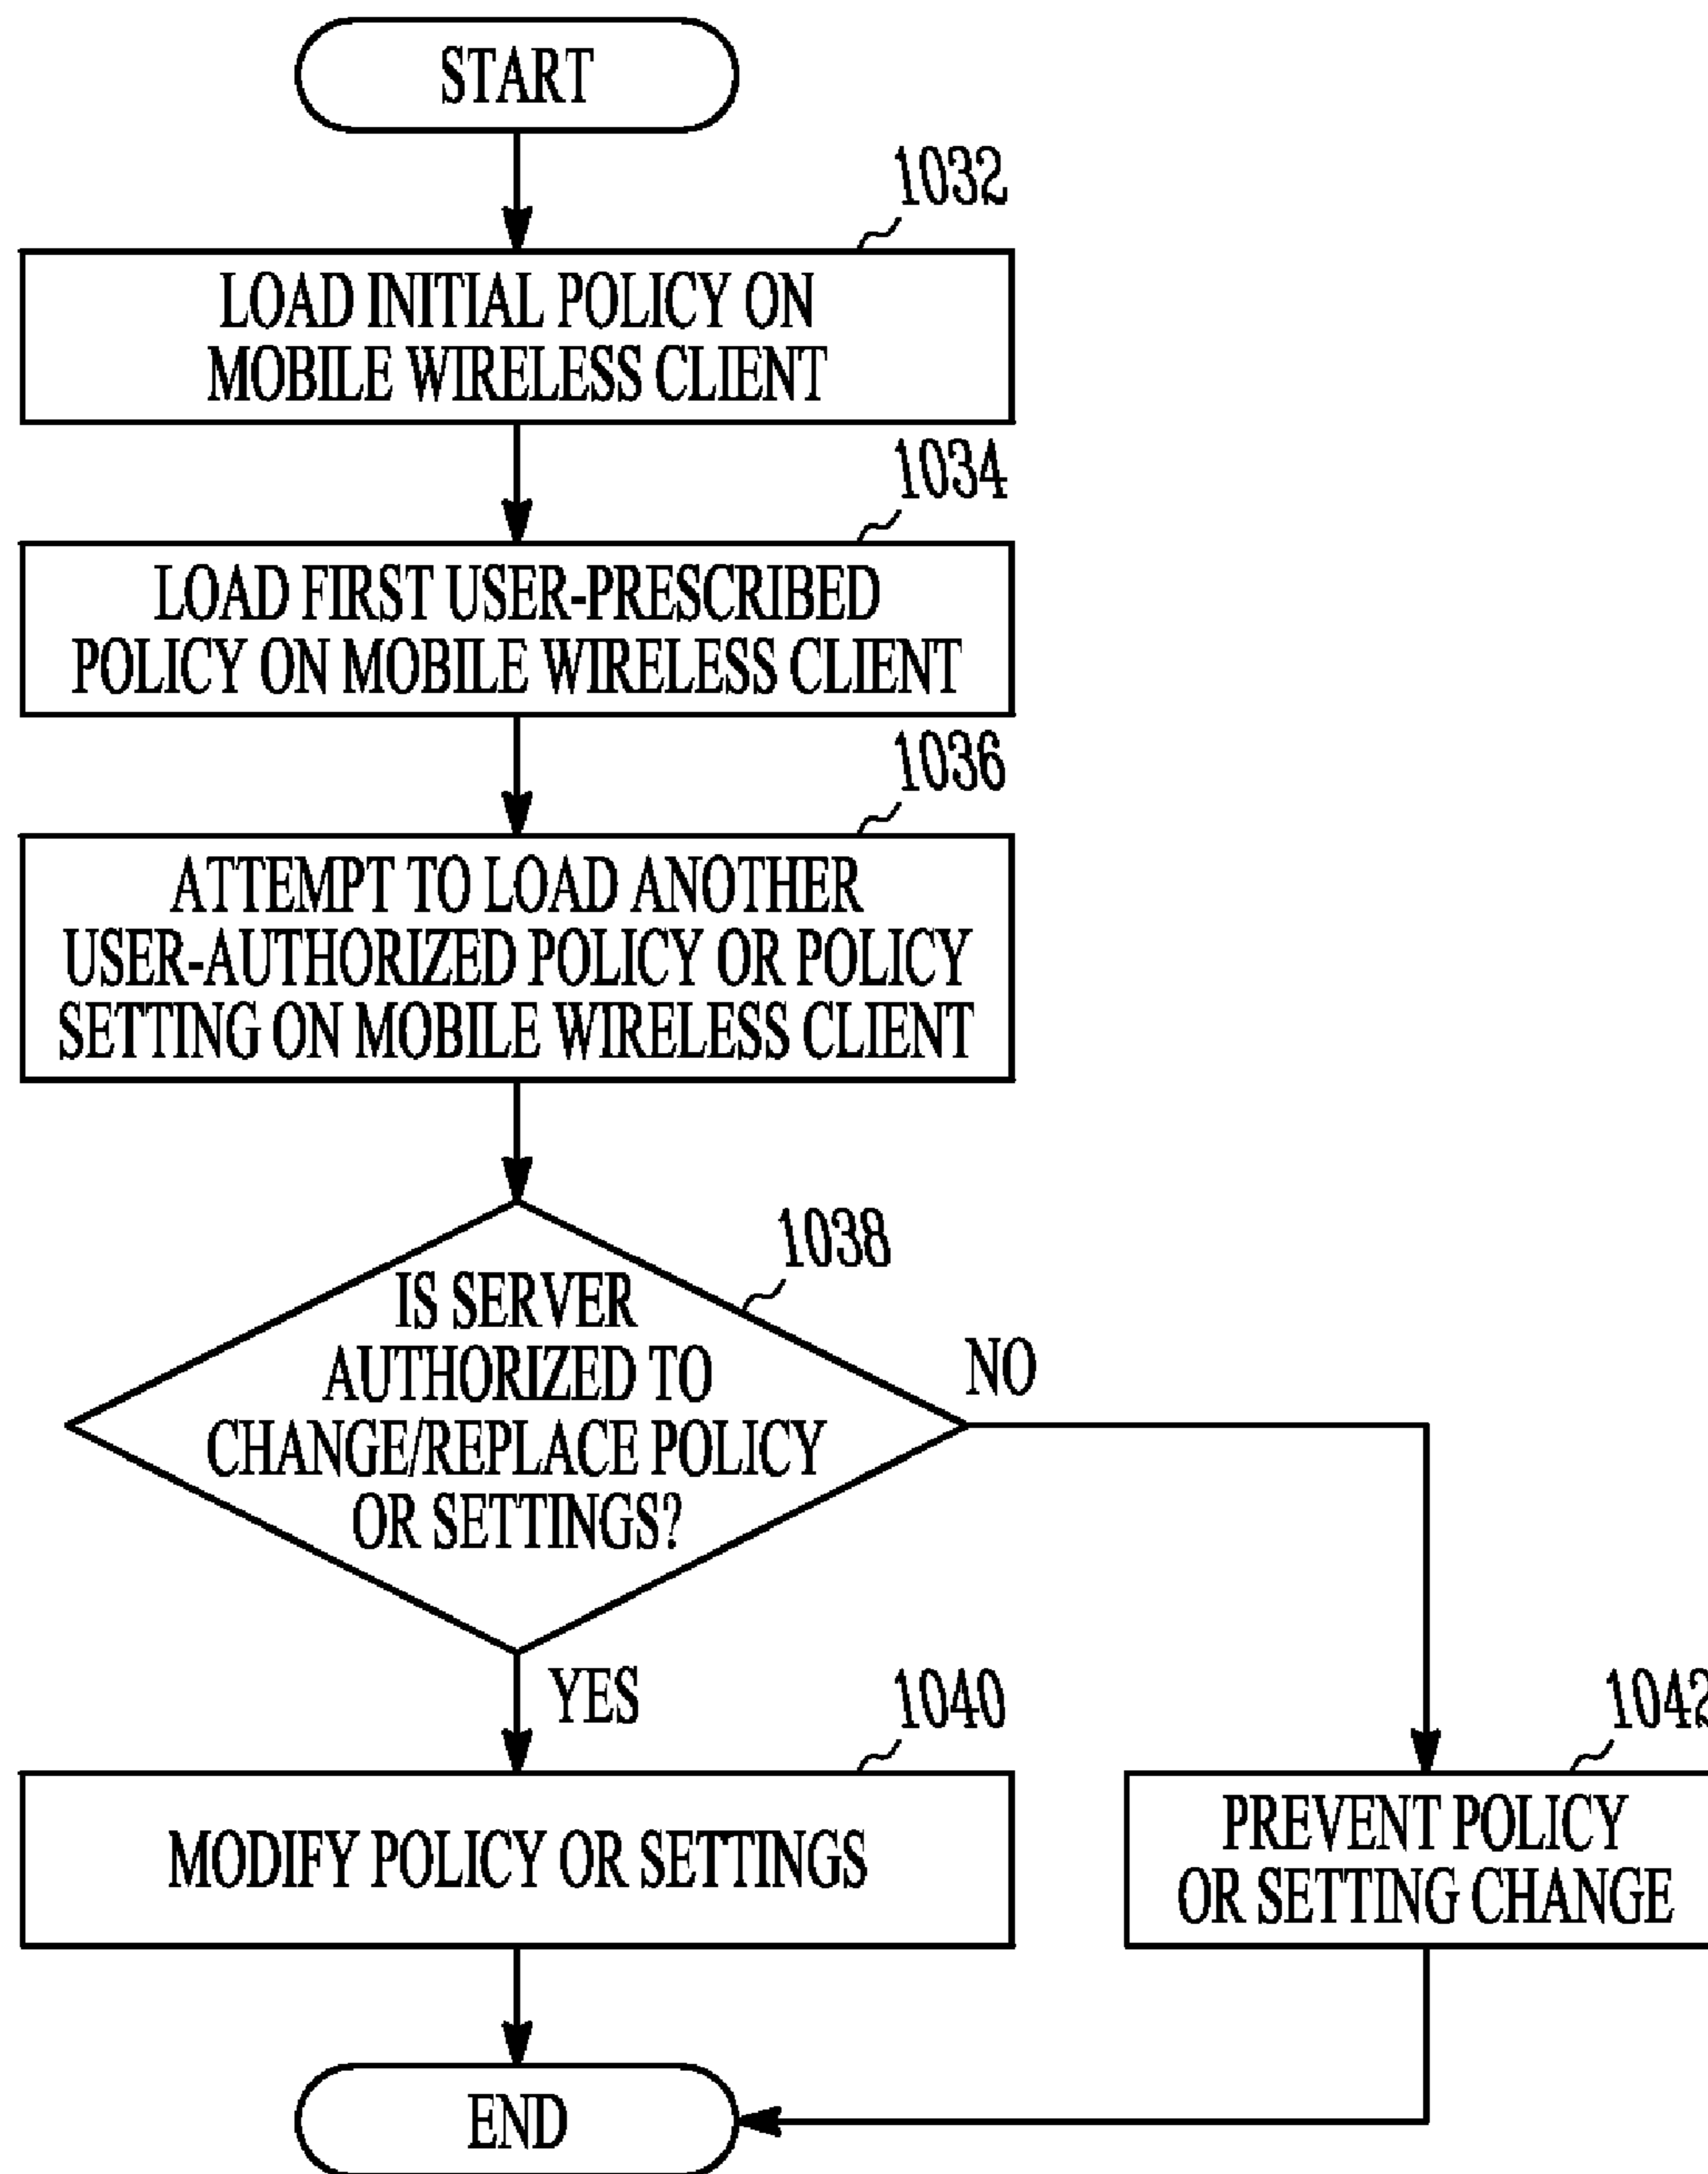 START
1032
LOAD INITIAL POLICY ON
MOBILE WIRELESS CLIENT
1034
LOAD FIRST USER-PRESCRIBED
POLICY ON MOBILE WIRELESS CLIENT
1036
ATTEMPT TO LOAD ANOTHER
USER-AUTHORIZED POLICY OR POLICY
SETTING ON MOBILE WIRELESS CLIENT
1038
IS SERVER
AUTHORIZED TO
CHANGE/REPLACE POLICY
OR SETTINGS?
NO
YES
1040
MODIFY POLICY OR SETTINGS
1042
PREVENT POLICY
OR SETTING CHANGE
END